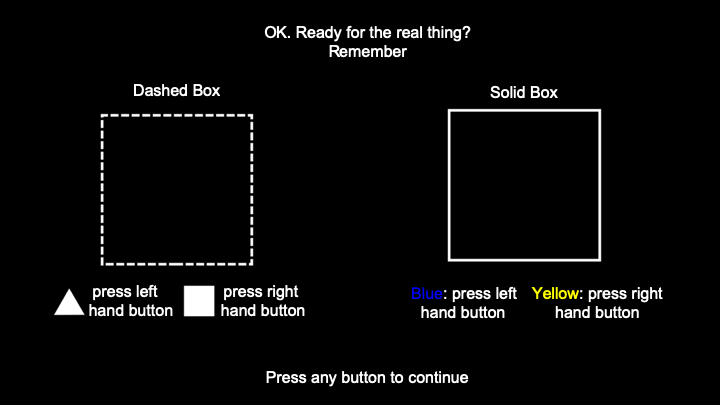 OK. Ready for the real thing?
Remember
Dashed Box
Solid Box
press left
hand button
press right
hand button
Blue: press left
hand button
Yellow: press right
hand button
Press any button to continue